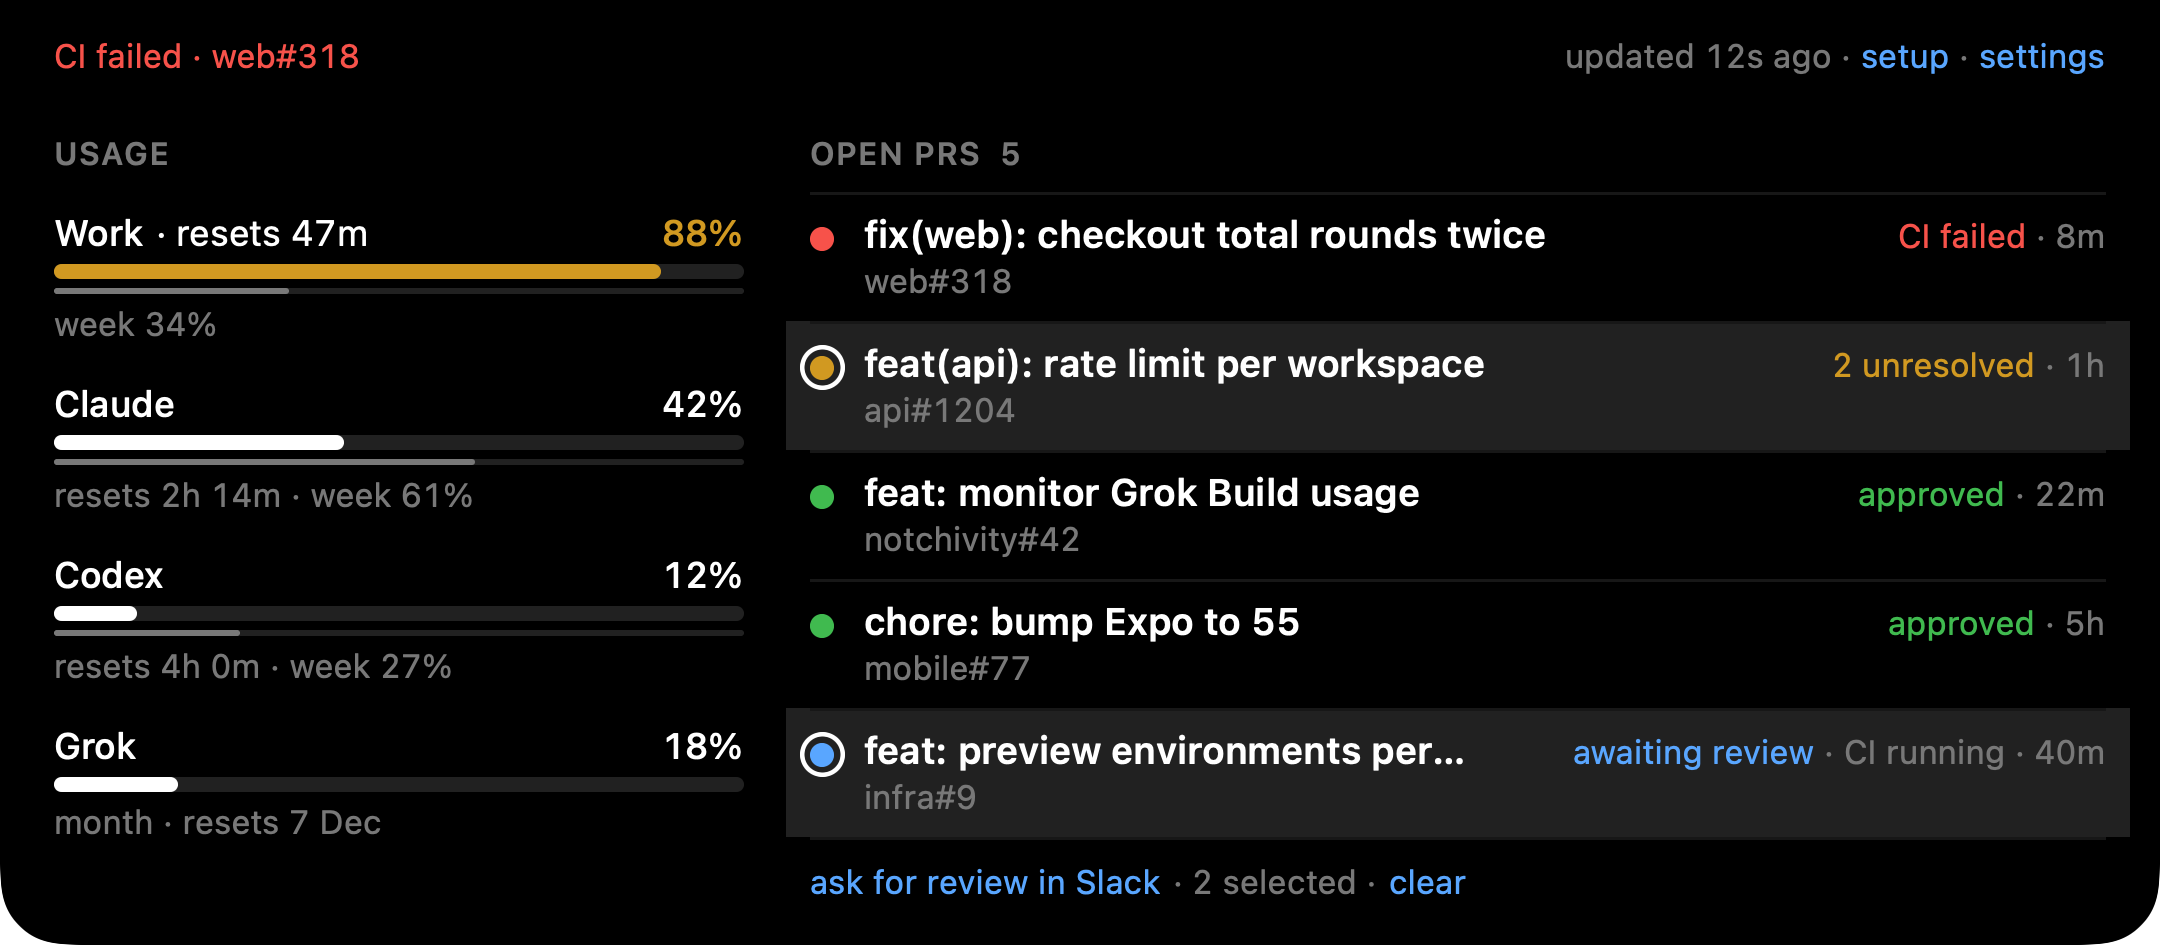 CI failed · web#318
updated 12s ago · setup · settings
USAGE
Work · resets 47m 88%
week 34%
Claude 42%
resets 2h 14m · week 61%
Codex 12%
resets 4h 0m · week 27%
Grok 18%
month · resets 7 Dec
OPEN PRS 5
fix(web): checkout total rounds twice CI failed · 8m
web#318
feat(api): rate limit per workspace 2 unresolved · 1h
api#1204
feat: monitor Grok Build usage approved · 22m
notchivity#42
chore: bump Expo to 55 approved · 5h
mobile#77
feat: preview environments per... awaiting review · CI running · 40m
infra#9
ask for review in Slack · 2 selected · clear